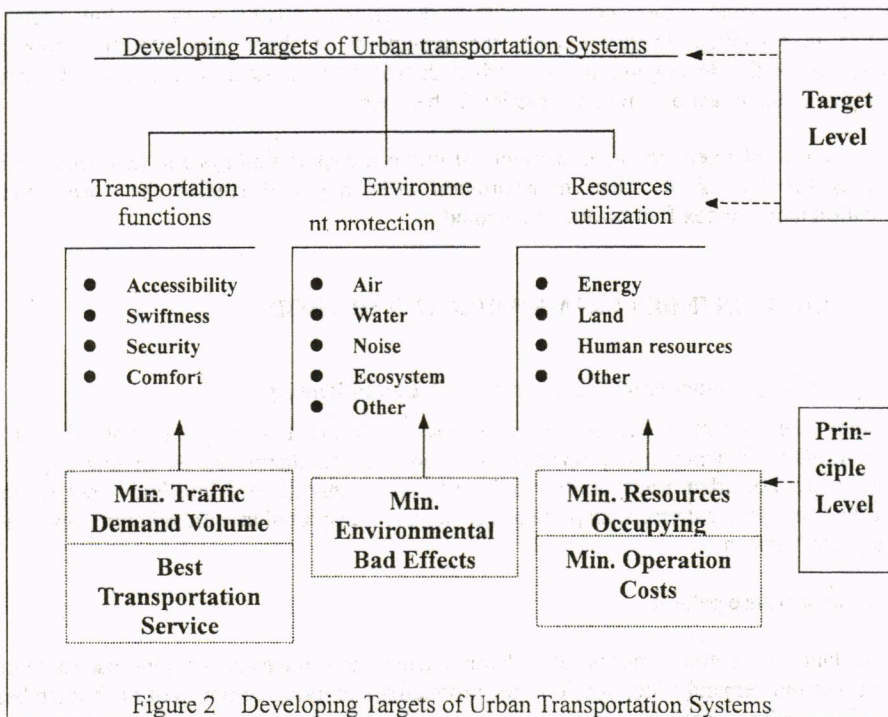 Developing Targets of Urban transportation Systems
Target
Level
Transportation
functions
Environme
nt protection
Resources
utilization
● Accessibility
● Swiftness
● Security
● Comfort
● Air
● Water
● Noise
● Ecosystem
● Other
● Energy
● Land
● Human resources
● Other
Prin-
ciple
Level
Min. Traffic
Demand Volume
Best
Transportation
Service
Min.
Environmental
Bad Effects
Min. Resources
Occupying
Min. Operation
Costs
Figure 2 Developing Targets of Urban Transportation Systems